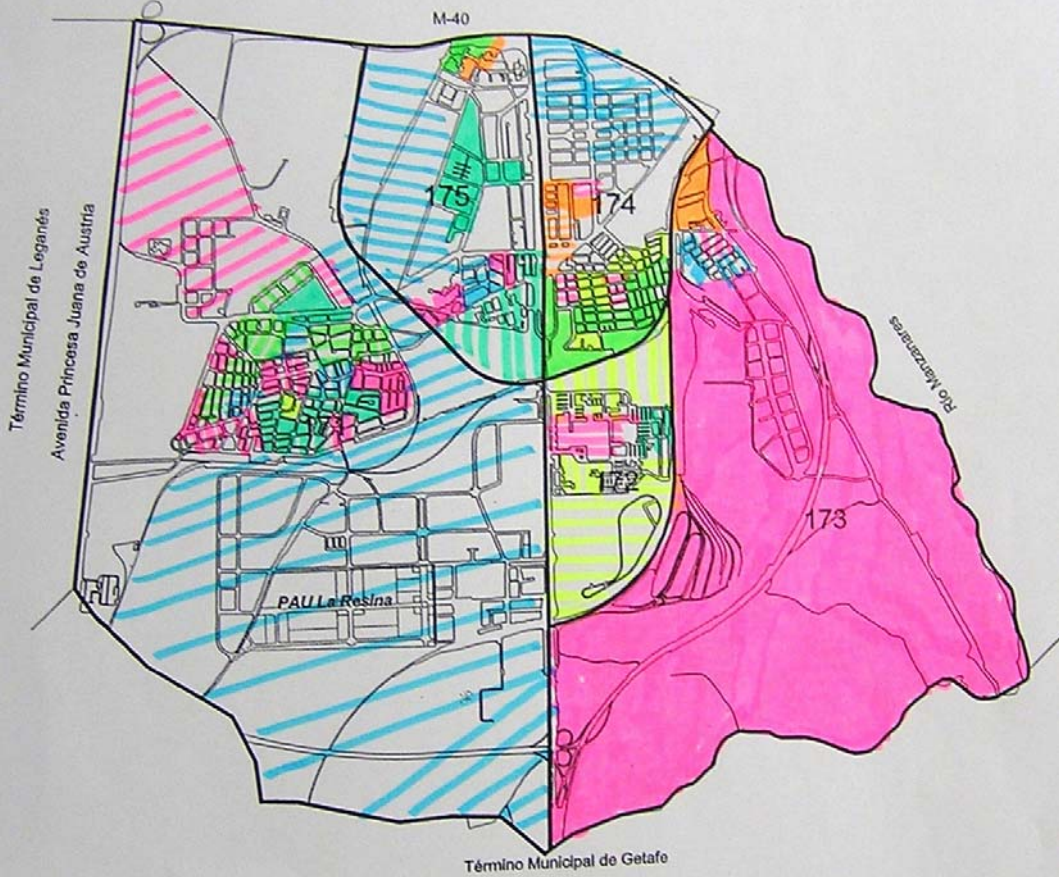 M-40
175
174
Término Municipal de Leganés
Avenida Princesa Juana de Austria
Río Manzanares
172
173
PAU La Resina
Término Municipal de Getafe